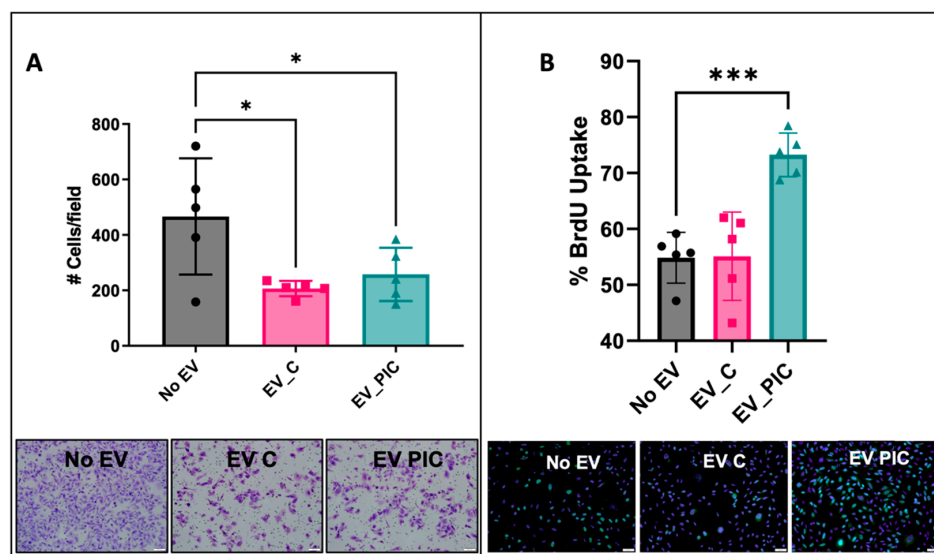 A
*
*
# Cells/field
800
600
400
200
0
No EV
EV_C
EV_PIC
No EV
EV C
EV PIC
B
***
% BrdU Uptake
90
80
70
60
50
40
No EV
EV_C
EV_PIC
No EV
EV C
EV PIC